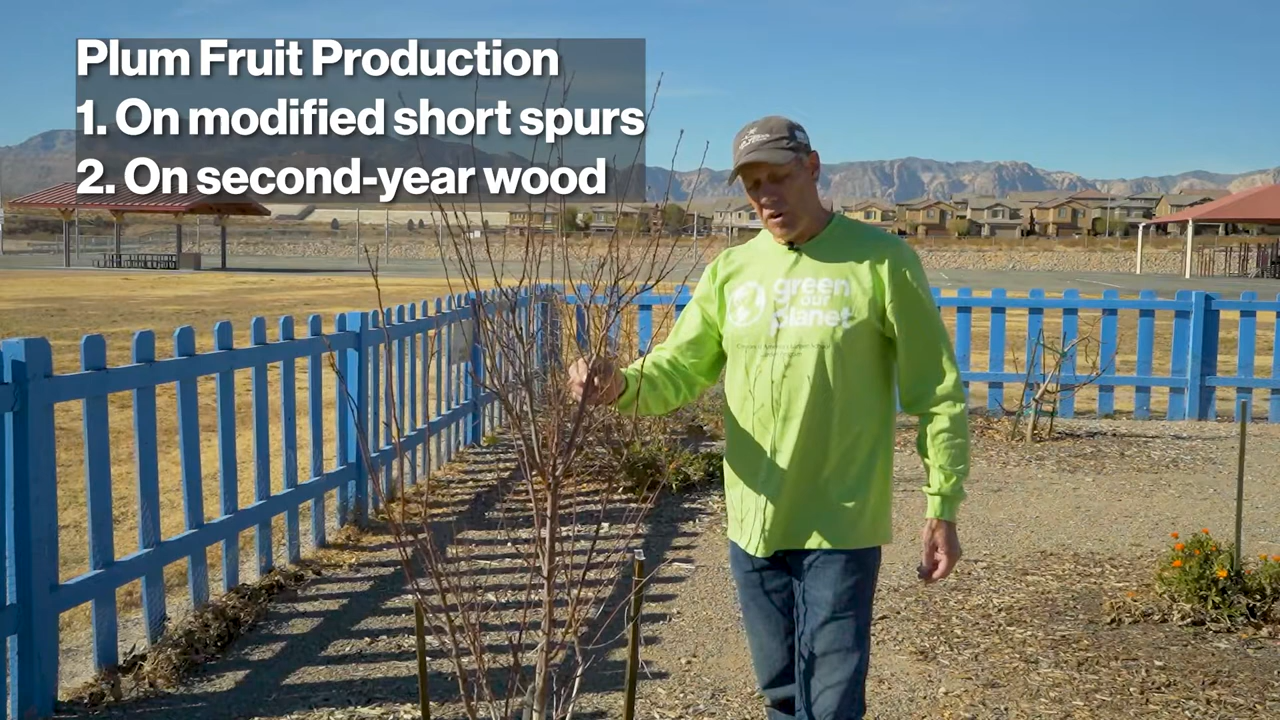 Plum Fruit Production
1. On modified short spurs
2. On second-year wood
green
our
planet